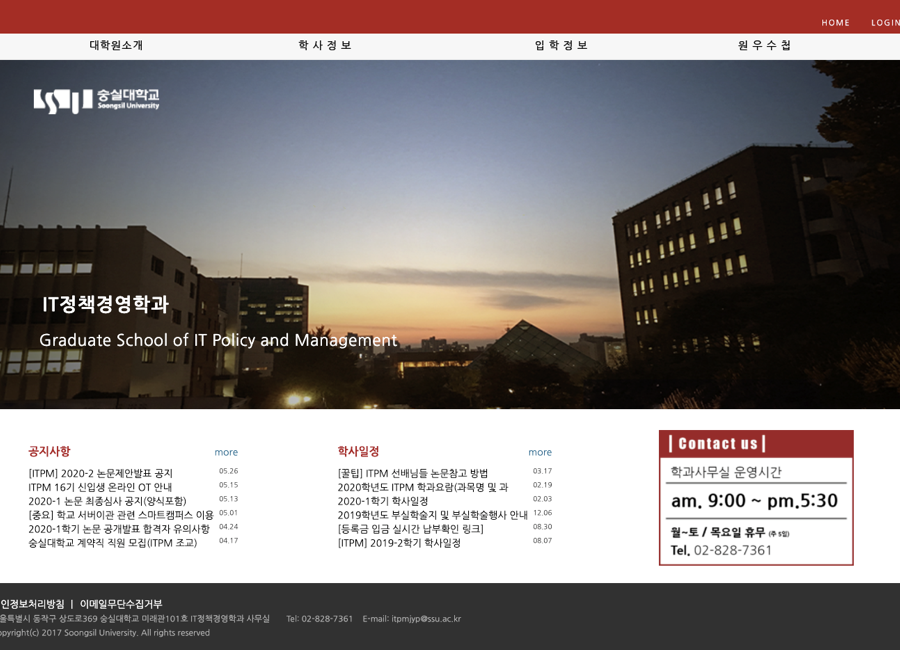 HOME LOGIN
대학원소개 학사정보 입학정보 원우수첩
숭실대학교
Soongsil University
IT정책경영학과
Graduate School of IT Policy and Management
공지사항 more
[ITPM] 2020-2 논문제안발표 공지 05.26
ITPM 16기 신입생 온라인 OT 안내 05.15
2020-1 논문 최종심사 공지(양식포함) 05.13
[중요] 학교 서버이관 관련 스마트캠퍼스 이용 05.01
2020-1학기 논문 공개발표 합격자 유의사항 04.24
숭실대학교 계약직 직원 모집(ITPM 조교) 04.17
학사일정 more
[꿀팁] ITPM 선배님들 논문참고 방법 03.17
2020학년도 ITPM 학과요람(과목명 및 과 02.19
2020-1학기 학사일정 02.03
2019학년도 부실학술지 및 부실학술행사 안내 12.06
[등록금 입금 실시간 납부확인 링크] 08.30
[ITPM] 2019-2학기 학사일정 08.07
| Contact us |
학과사무실 운영시간
am. 9:00 ~ pm.5:30
월~토 / 목요일 휴무 (주 5일)
Tel. 02-828-7361
인정보처리방침 | 이메일무단수집거부
울특별시 동작구 상도로369 숭실대학교 미래관101호 IT정책경영학과 사무실 Tel: 02-828-7361 E-mail: itpmjyp@ssu.ac.kr
opyright(c) 2017 Soongsil University. All rights reserved